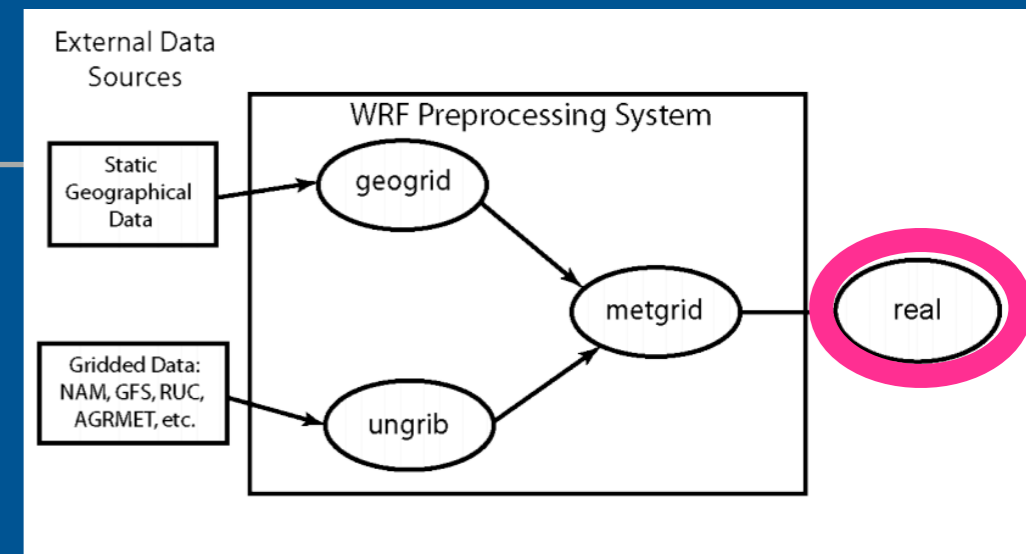 External Data
Sources
WRF Preprocessing System
Static
Geographical
Data
geogrid
metgrid
real
Gridded Data:
NAM, GFS, RUC,
AGRMET, etc.
ungrib